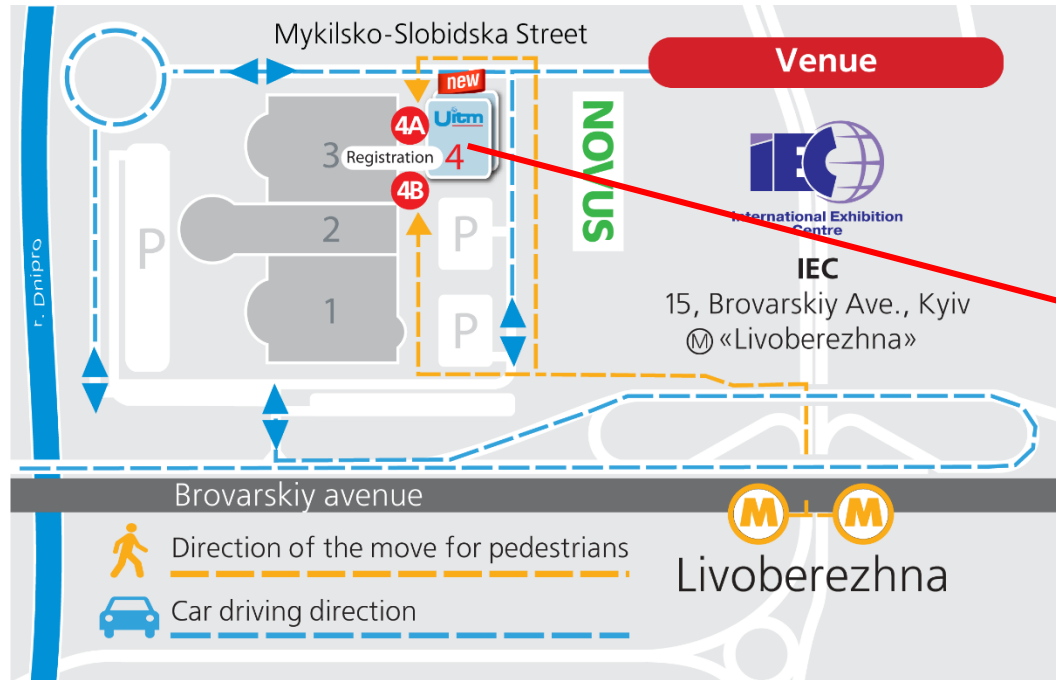 Mykilsko-Slobidska Street
Venue
new
Uitm
4A
3
Registration
4
4B
NOVUS
P
2
P
IEC
International Exhibition
Centre
IEC
15, Brovarskiy Ave., Kyiv
M «Livoberezhna»
r. Dnipro
1
P
Brovarskiy avenue
M
M
Direction of the move for pedestrians
Livoberezhna
Car driving direction